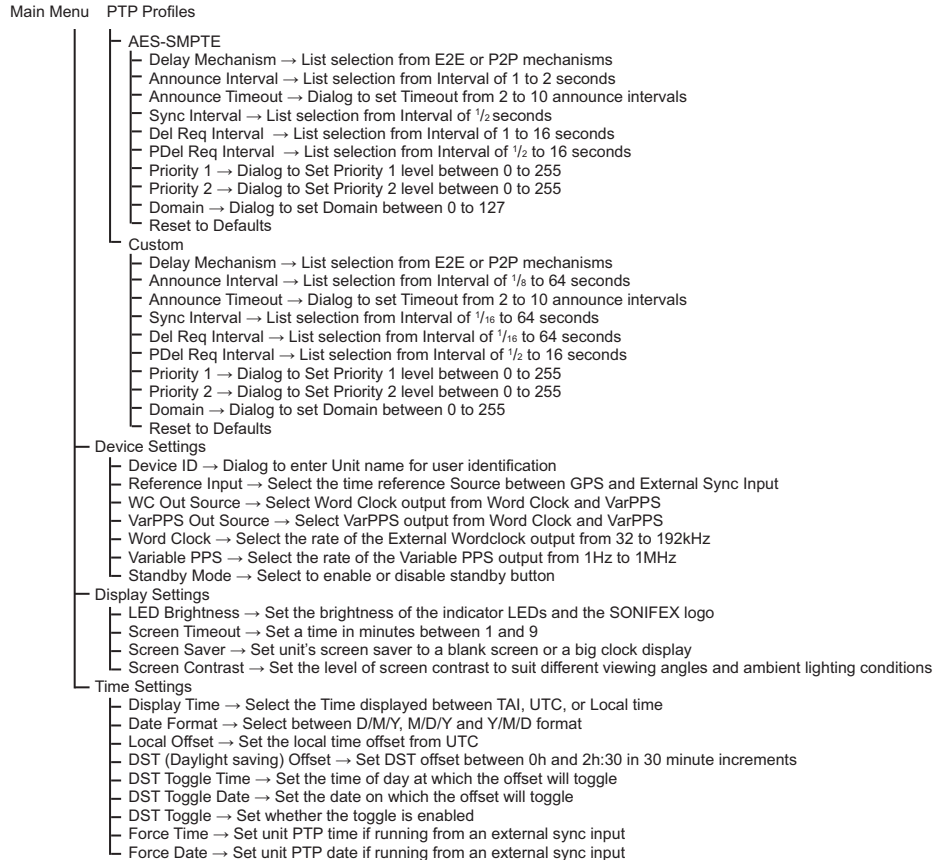 Main Menu PTP Profiles
AES-SMPTE
Delay Mechanism → List selection from E2E or P2P mechanisms
Announce Interval → List selection from Interval of 1 to 2 seconds
Announce Timeout → Dialog to set Timeout from 2 to 10 announce intervals
Sync Interval → List selection from Interval of 1/2 seconds
Del Req Interval → List selection from Interval of 1 to 16 seconds
PDel Req Interval → List selection from Interval of 1/2 to 16 seconds
Priority 1 → Dialog to Set Priority 1 level between 0 to 255
Priority 2 → Dialog to Set Priority 2 level between 0 to 255
Domain → Dialog to set Domain between 0 to 127
Reset to Defaults
Custom
Delay Mechanism → List selection from E2E or P2P mechanisms
Announce Interval → List selection from Interval of 1/8 to 64 seconds
Announce Timeout → Dialog to set Timeout from 2 to 10 announce intervals
Sync Interval → List selection from Interval of 1/16 to 64 seconds
Del Req Interval → List selection from Interval of 1/16 to 64 seconds
PDel Req Interval → List selection from Interval of 1/2 to 16 seconds
Priority 1 → Dialog to Set Priority 1 level between 0 to 255
Priority 2 → Dialog to Set Priority 2 level between 0 to 255
Domain → Dialog to set Domain between 0 to 255
Reset to Defaults
Device Settings
Device ID → Dialog to enter Unit name for user identification
Reference Input → Select the time reference Source between GPS and External Sync Input
WC Out Source → Select Word Clock output from Word Clock and VarPPS
VarPPS Out Source → Select VarPPS output from Word Clock and VarPPS
Word Clock → Select the rate of the External Wordclock output from 32 to 192kHz
Variable PPS → Select the rate of the Variable PPS output from 1Hz to 1MHz
Standby Mode → Select to enable or disable standby button
Display Settings
LED Brightness → Set the brightness of the indicator LEDs and the SONIFEX logo
Screen Timeout → Set a time in minutes between 1 and 9
Screen Saver → Set unit's screen saver to a blank screen or a big clock display
Screen Contrast → Set the level of screen contrast to suit different viewing angles and ambient lighting conditions
Time Settings
Display Time → Select the Time displayed between TAI, UTC, or Local time
Date Format → Select between D/M/Y, M/D/Y and Y/M/D format
Local Offset → Set the local time offset from UTC
DST (Daylight saving) Offset → Set DST offset between 0h and 2h:30 in 30 minute increments
DST Toggle Time → Set the time of day at which the offset will toggle
DST Toggle Date → Set the date on which the offset will toggle
DST Toggle → Set whether the toggle is enabled
Force Time → Set unit PTP time if running from an external sync input
Force Date → Set unit PTP date if running from an external sync input